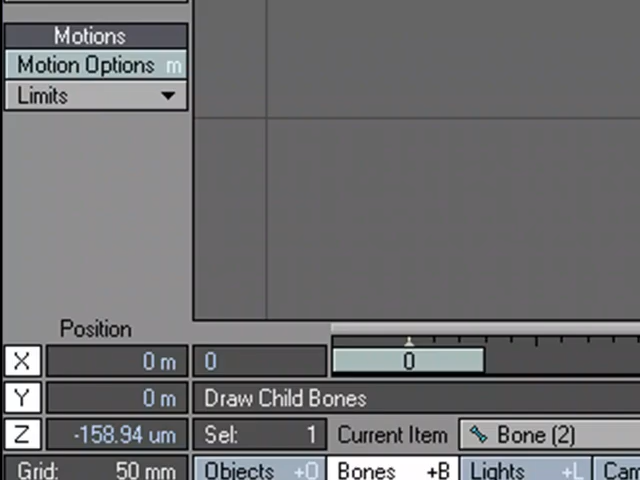 Motions
Motion Options m
Limits
Position
X 0 m 0 0
Y 0 m Draw Child Bones
Z -158.94 um Sel: 1 Current Item Bone (2)
Grid: 50 mm Objects +O Bones +B Lights +L Cam